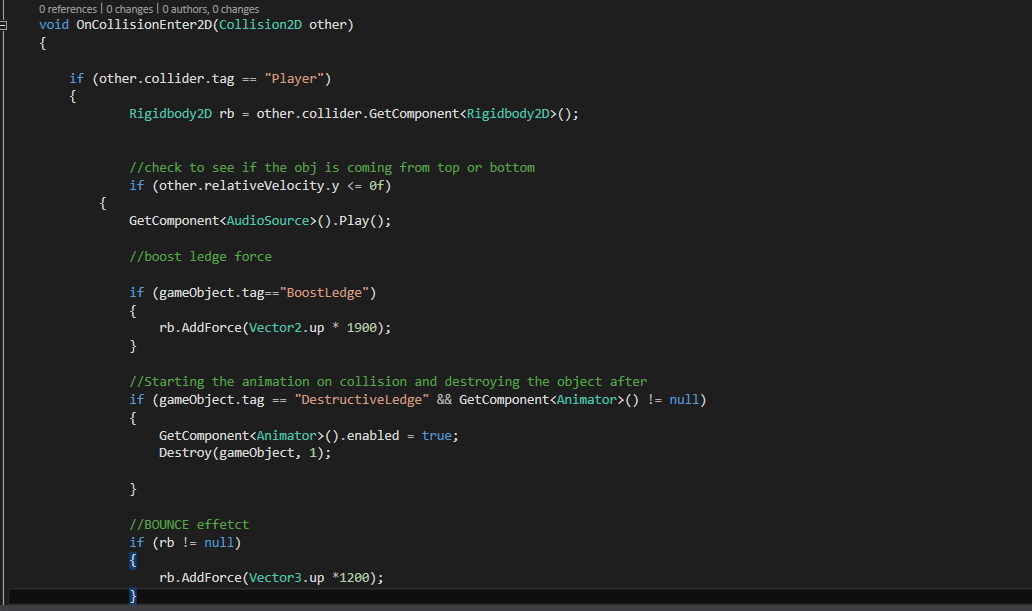 0 references | 0 changes | 0 authors, 0 changes
void OnCollisionEnter2D(Collision2D other)
{
if (other.collider.tag == "Player")
{
Rigidbody2D rb = other.collider.GetComponent<Rigidbody2D>();
//check to see if the obj is coming from top or bottom
if (other.relativeVelocity.y <= 0f)
{
GetComponent<AudioSource>().Play();
//boost ledge force
if (gameObject.tag=="BoostLedge")
{
rb.AddForce(Vector2.up * 1900);
}
//Starting the animation on collision and destroying the object after
if (gameObject.tag == "DestructiveLedge" && GetComponent<Animator>() != null)
{
GetComponent<Animator>().enabled = true;
Destroy(gameObject, 1);
}
//BOUNCE effetct
if (rb != null)
{
rb.AddForce(Vector3.up *1200);
}